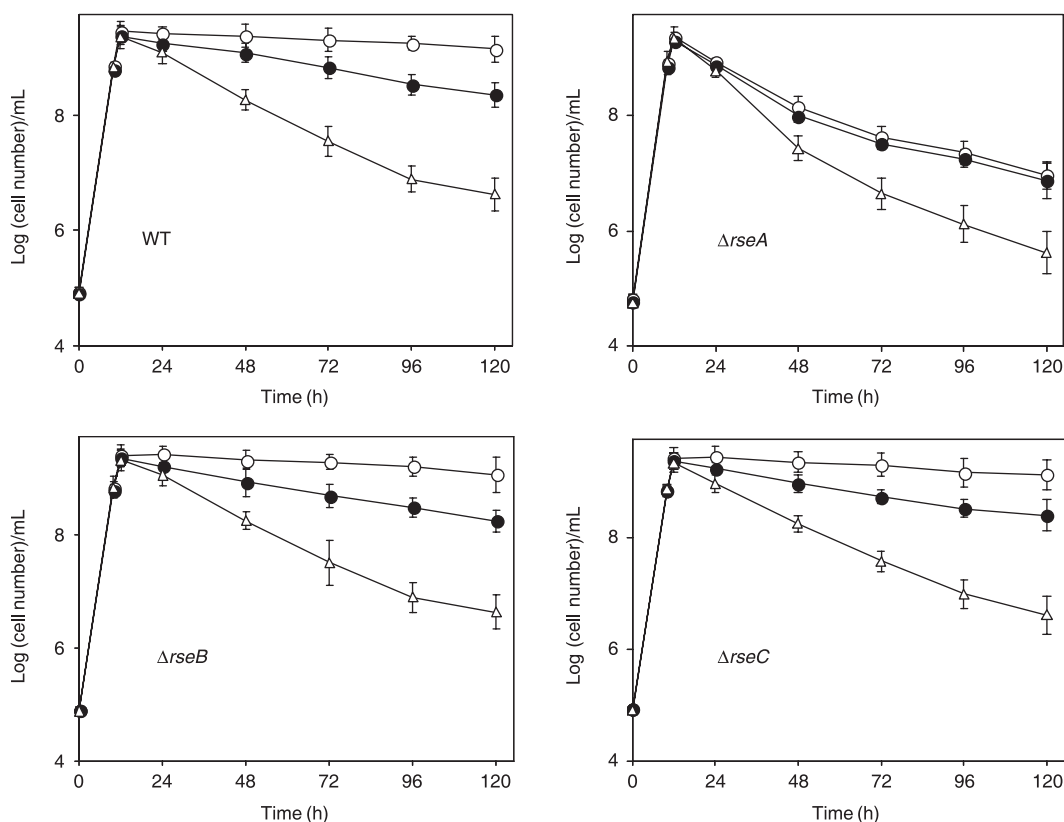 Log (cell number)/mL
8
6
4
WT
0 24 48 72 96 120
Time (h)
Log (cell number)/mL
8
6
4
ΔrseA
0 24 48 72 96 120
Time (h)
Log (cell number)/mL
8
6
4
ΔrseB
0 24 48 72 96 120
Time (h)
Log (cell number)/mL
8
6
4
ΔrseC
0 24 48 72 96 120
Time (h)